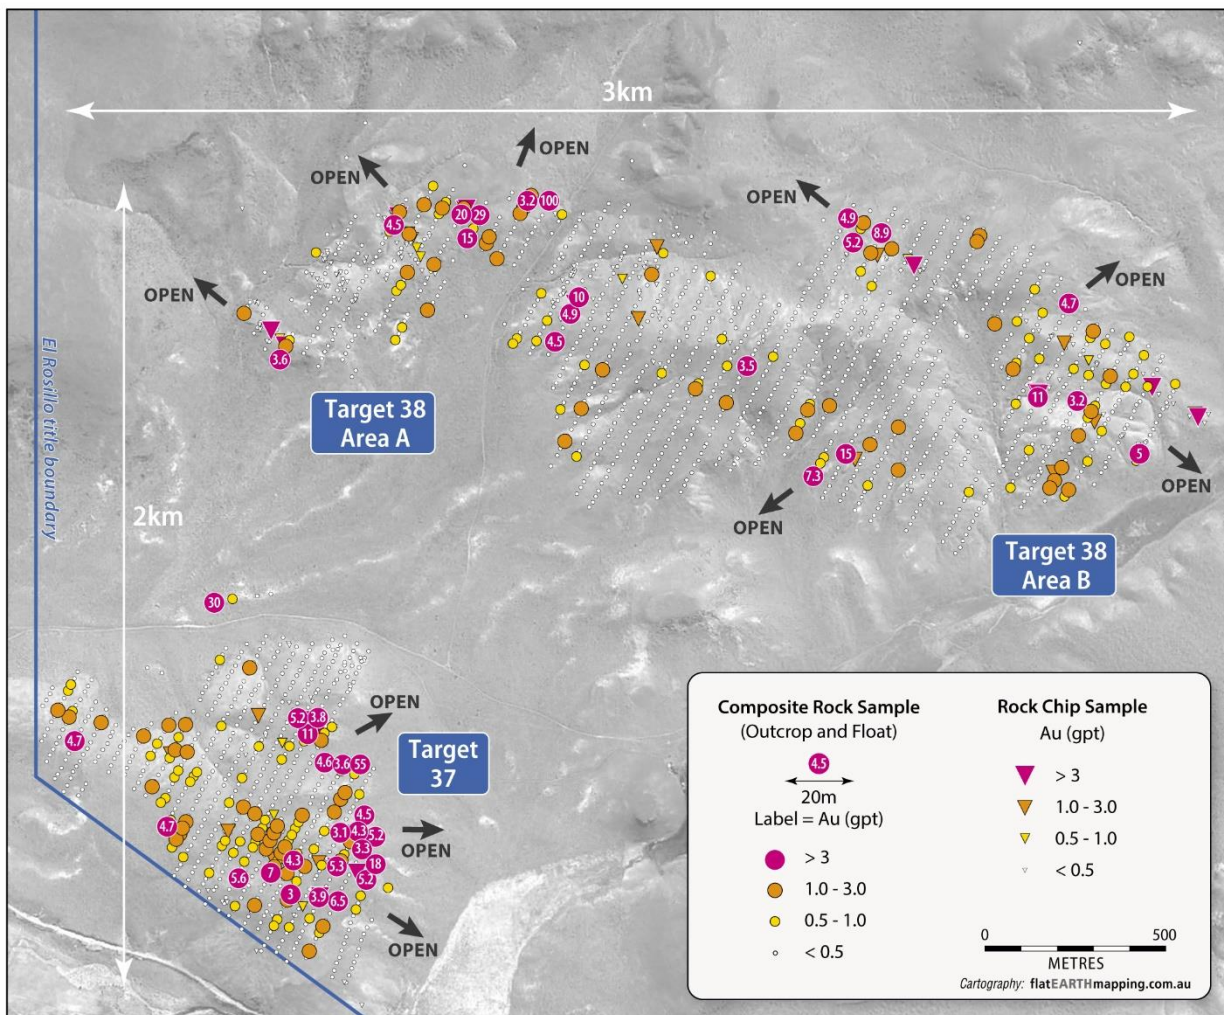 3km
OPEN
OPEN
OPEN
OPEN
OPEN
4.5
20
29
15
3.2
100
4.9
5.2
8.9
4.7
10
4.9
4.5
3.6
3.5
11
3.2
5
15
7.3
El Rosillo title boundary
Target 38
Area A
2km
OPEN
OPEN
Target 38
Area B
30
4.7
5.2
3.8
11
OPEN
4.6
3.6
55
Target
37
4.5
4.7
3.1
4.3
5.2
OPEN
3.3
4.3
5.3
18
5.6
7
5.2
3
3.9
6.5
OPEN
Composite Rock Sample
(Outcrop and Float)
4.5
20m
Label = Au (gpt)
> 3
1.0 - 3.0
0.5 - 1.0
< 0.5
Rock Chip Sample
Au (gpt)
> 3
1.0 - 3.0
0.5 - 1.0
< 0.5
0 500
METRES
Cartography: flatEARTHmapping.com.au